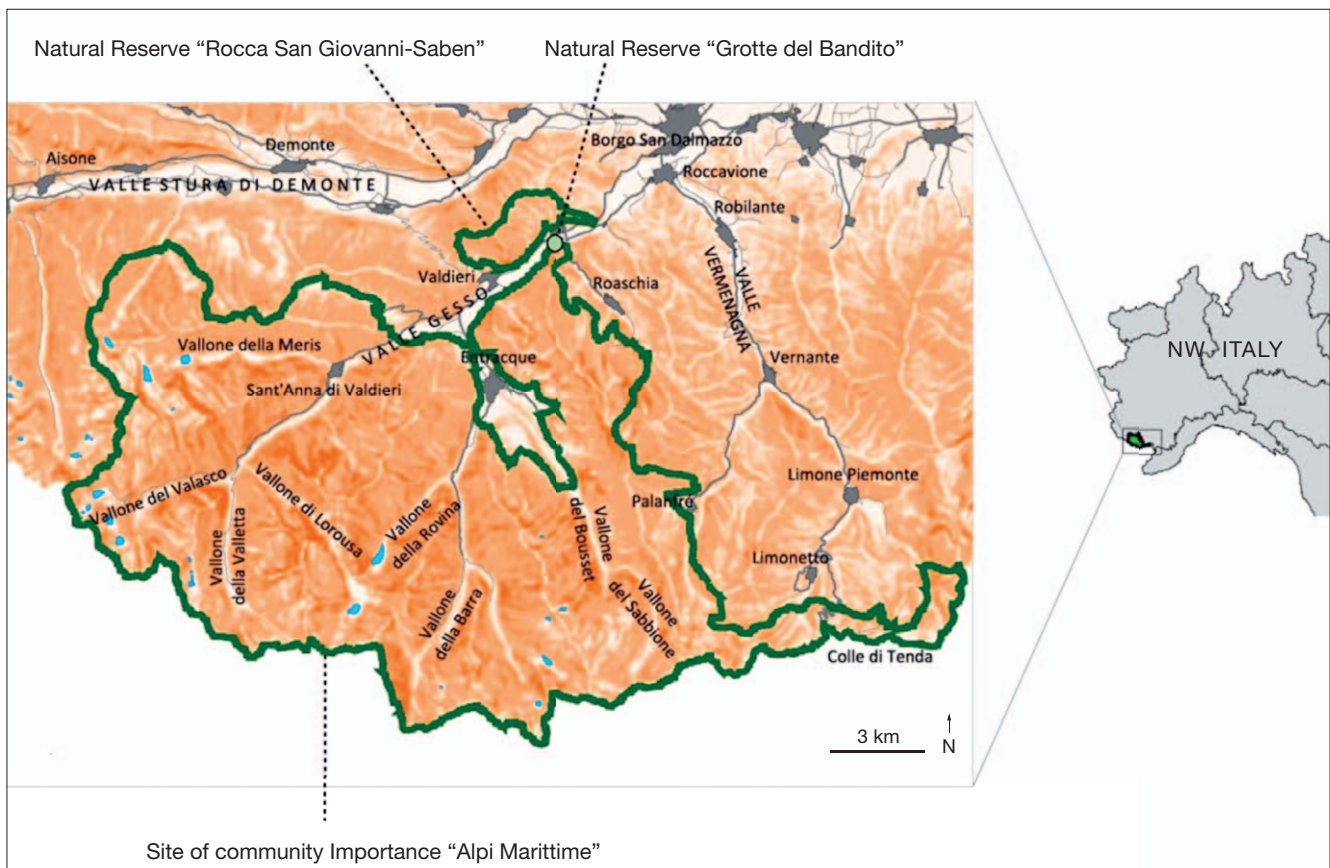 Natural Reserve “Rocca San Giovanni-Saben”
Natural Reserve “Grotte del Bandito”
Borgo San Dalmazzo
Demonte
Aisone
Roccavione
VALLE STURA DI DEMONTE
Robilante
Valdieri
Roaschia
VALLE GESSO
VALLE
VERMENAGNA
Vallone della Meris
Entracque
Vernante
NW ITALY
Sant'Anna di Valdieri
Limone Piemonte
Vallone del Valasco
Vallone di Lorousa
Vallone
della Rovina
Palanfrè
Vallone
della Valletta
Vallone
del Bousset
Limonetto
Vallone
della Barra
Vallone
del Sabbione
Colle di Tenda
3 km
N
Site of community Importance “Alpi Marittime”